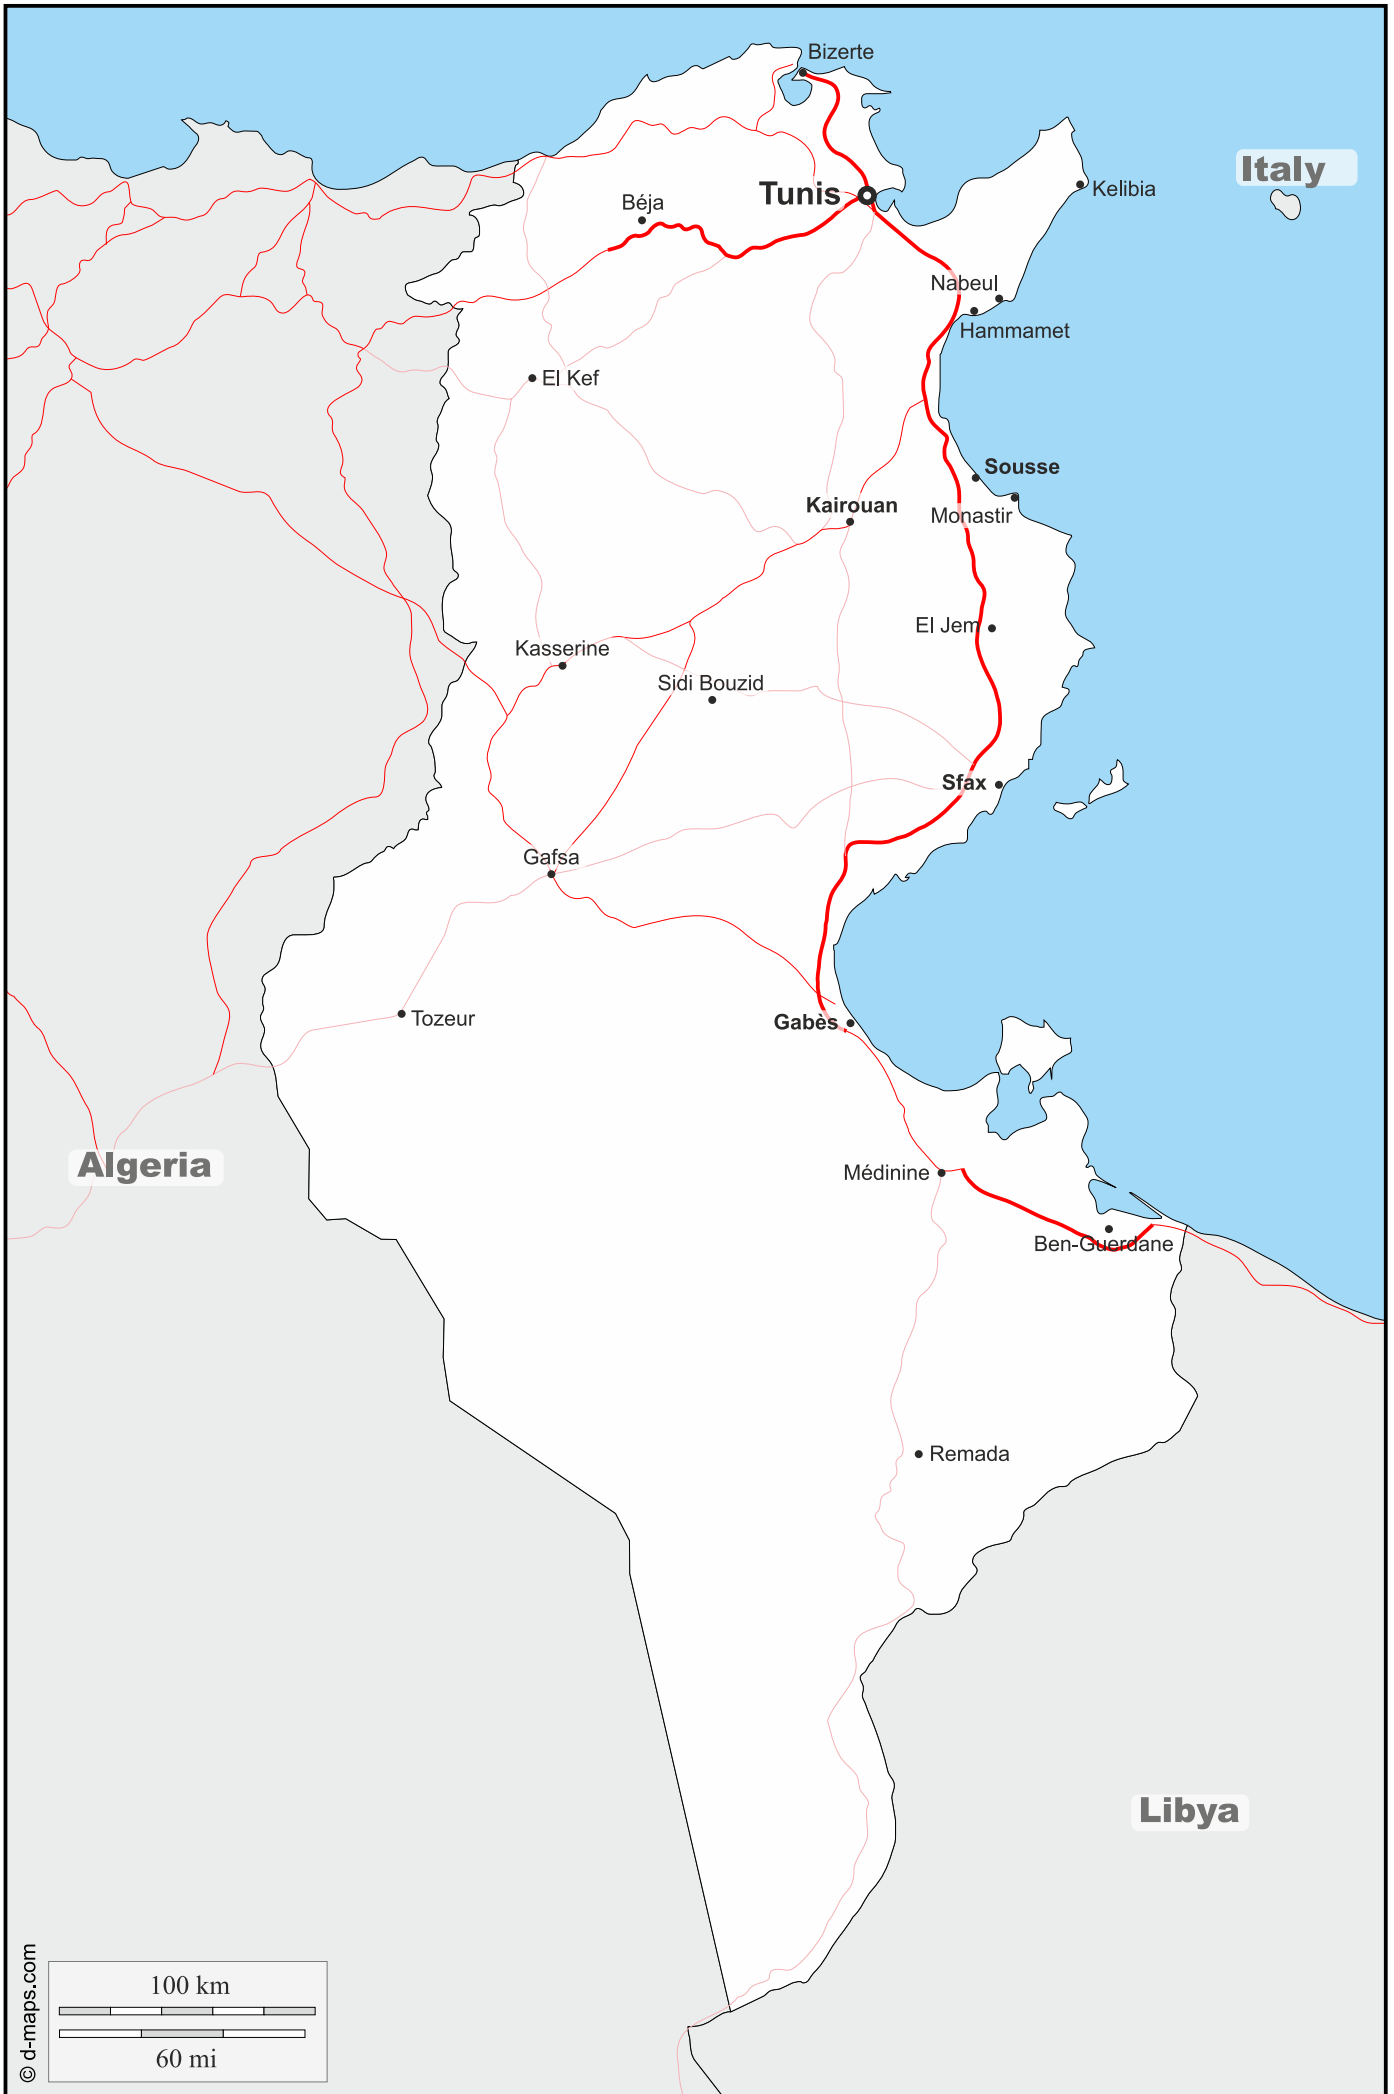 Bizerte
Italy
Kelibia
Tunis
Béja
Nabeul
Hammamet
El Kef
Sousse
Kairouan
Monastir
El Jem
Kasserine
Sidi Bouzid
Sfax
Gafsa
Tozeur
Gabès
Algeria
Médinine
Ben-Guerdane
Remada
Libya
© d-maps.com
100 km
60 mi